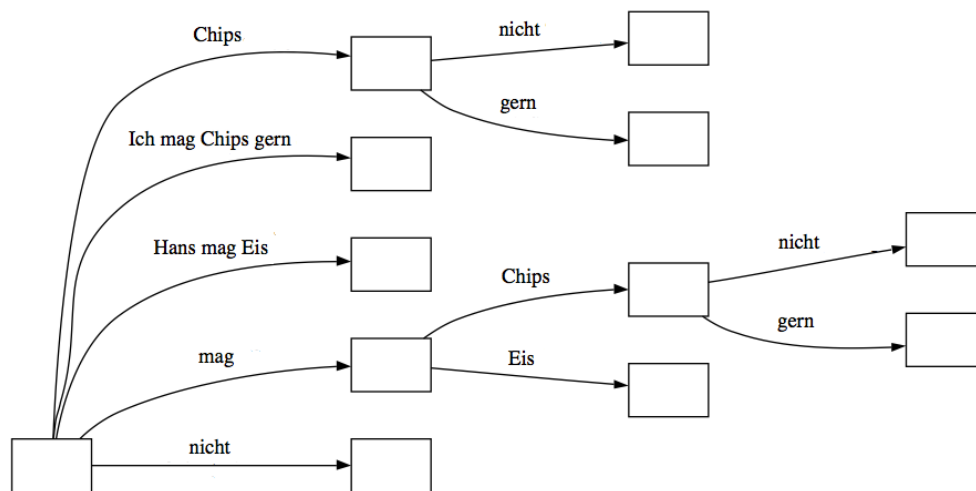 Chips
nicht
gern
Ich mag Chips gern
Hans mag Eis
nicht
Chips
gern
mag
Eis
nicht